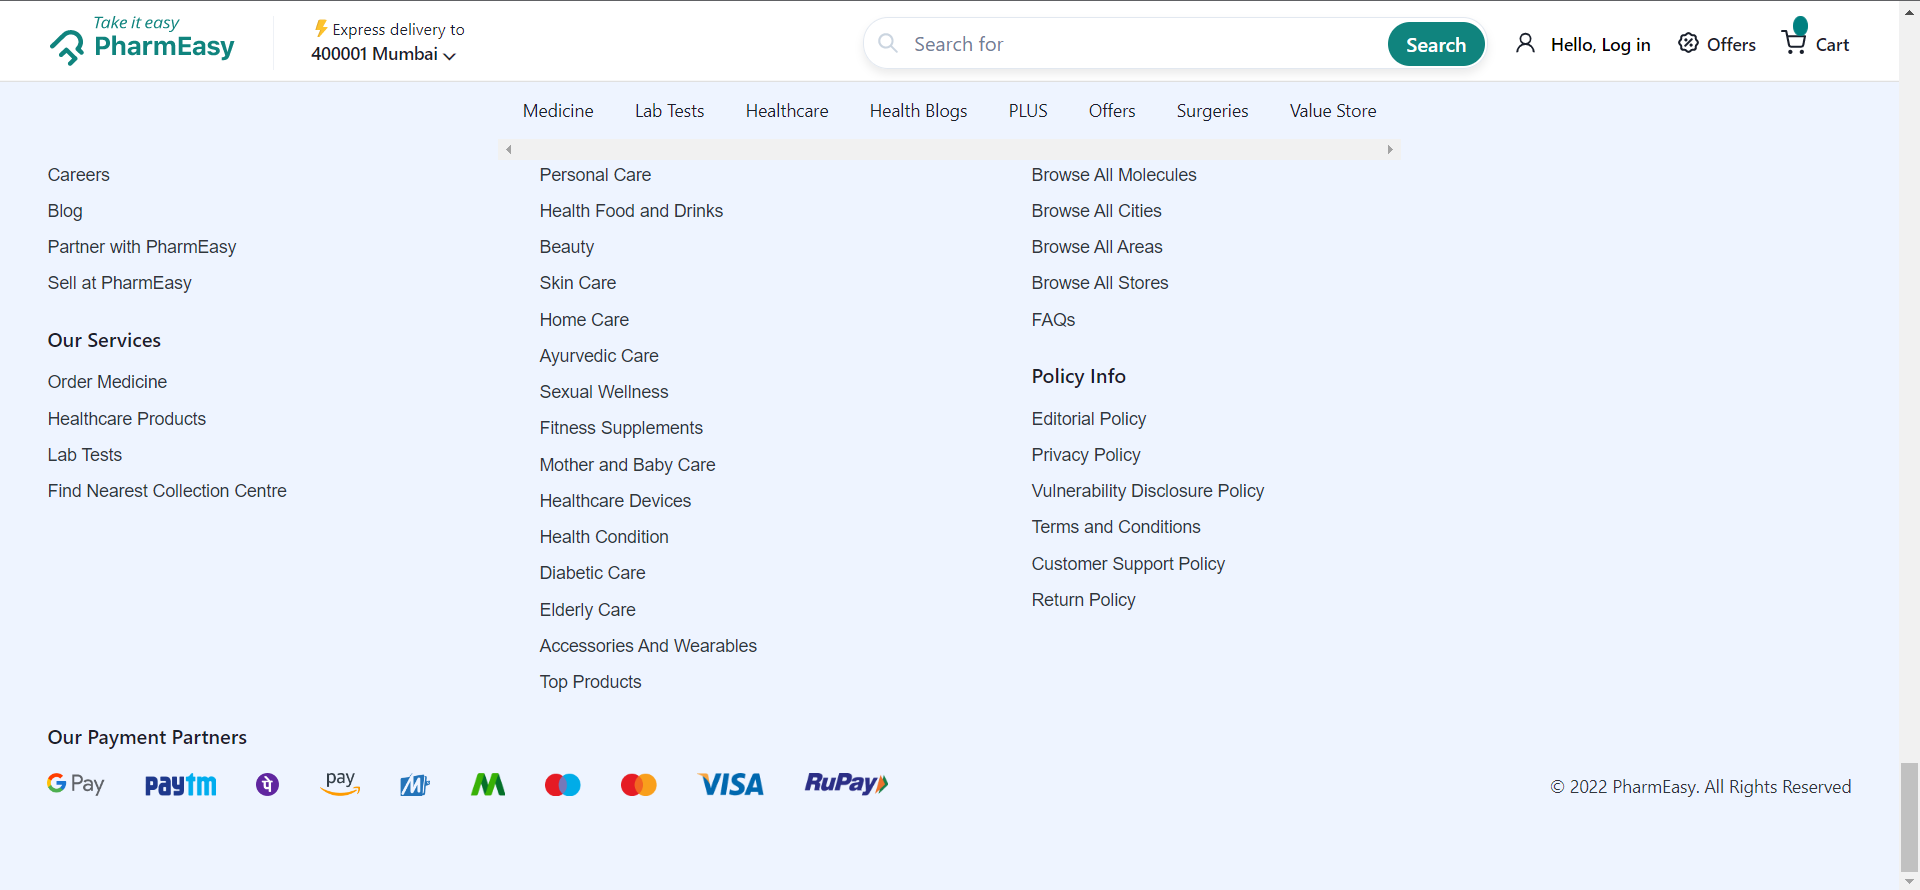 Take it easy
PharmEasy
Express delivery to
400001 Mumbai
Search for
Search
Hello, Log in
Offers
Cart
Medicine
Lab Tests
Healthcare
Health Blogs
PLUS
Offers
Surgeries
Value Store
Careers
Blog
Partner with PharmEasy
Sell at PharmEasy
Our Services
Order Medicine
Healthcare Products
Lab Tests
Find Nearest Collection Centre
Personal Care
Health Food and Drinks
Beauty
Skin Care
Home Care
Ayurvedic Care
Sexual Wellness
Fitness Supplements
Mother and Baby Care
Healthcare Devices
Health Condition
Diabetic Care
Elderly Care
Accessories And Wearables
Top Products
Browse All Molecules
Browse All Cities
Browse All Areas
Browse All Stores
FAQs
Policy Info
Editorial Policy
Privacy Policy
Vulnerability Disclosure Policy
Terms and Conditions
Customer Support Policy
Return Policy
Our Payment Partners
G Pay
paytm
पे
pay
M
VISA
RuPay
© 2022 PharmEasy. All Rights Reserved